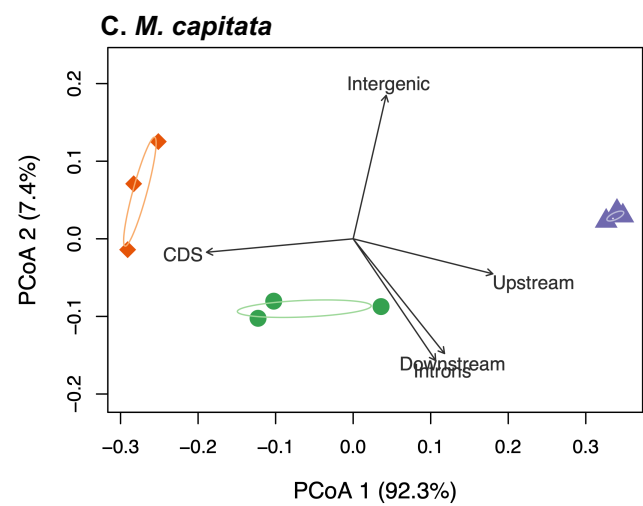 C. M. capitata
PCoA 2 (7.4%)
0.2
0.1
0.0
−0.1
−0.2
Intergenic
CDS
Upstream
Downstream
Introns
−0.3 −0.2 −0.1 0.0 0.1 0.2 0.3
PCoA 1 (92.3%)